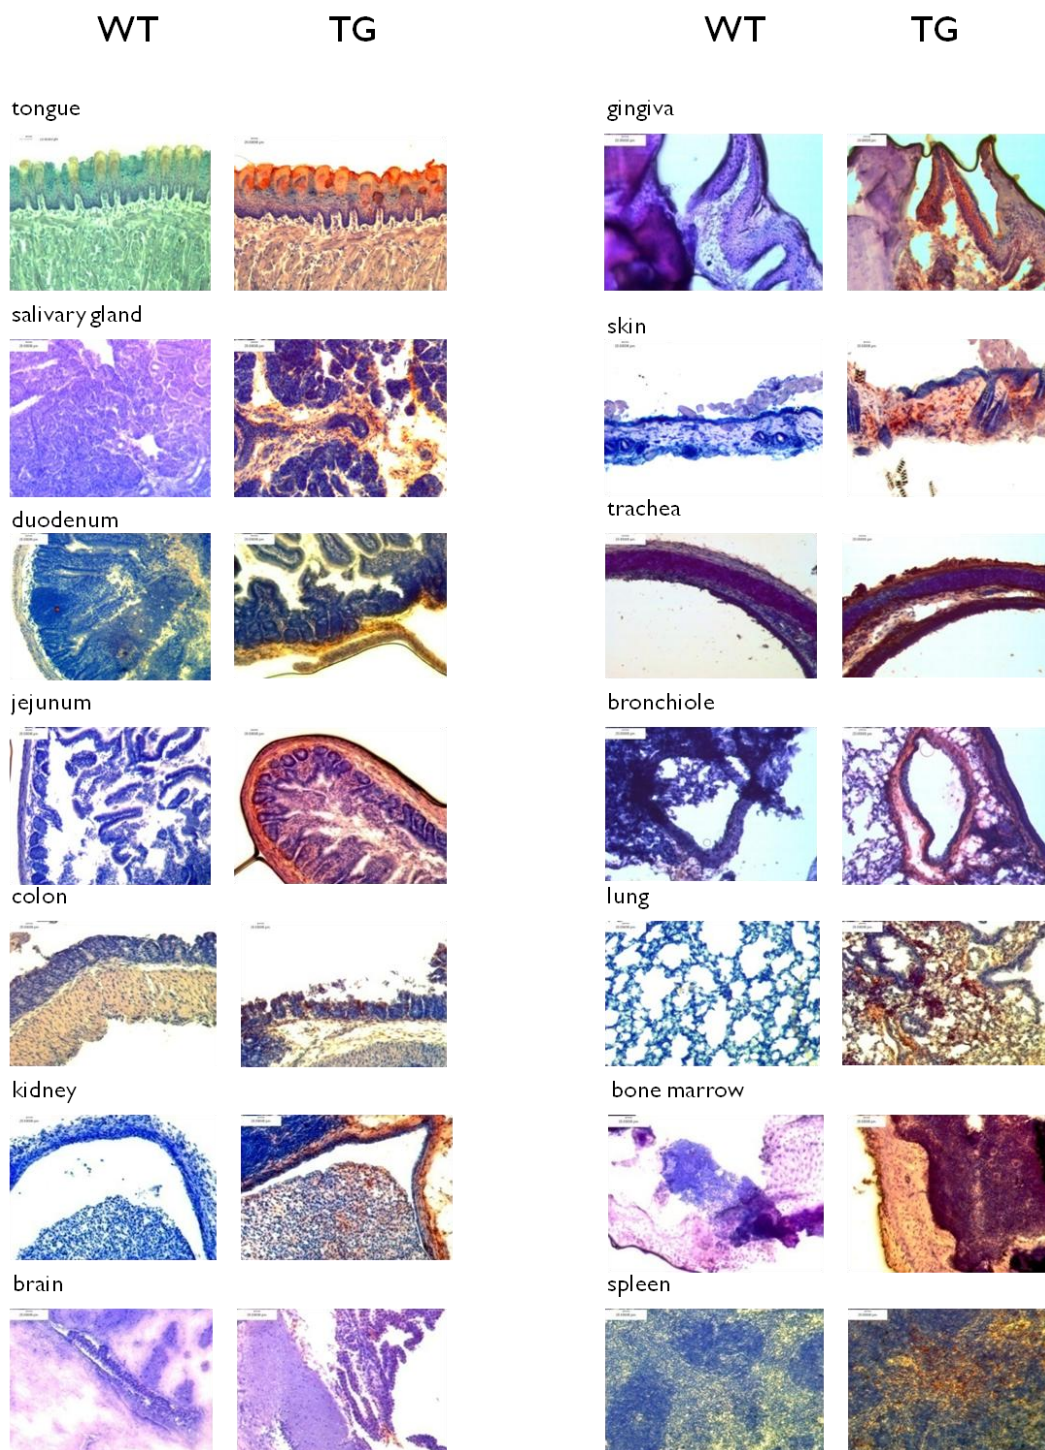 WT TG WT TG
tongue gingiva
salivary gland skin
duodenum trachea
jejunum bronchiole
colon lung
kidney bone marrow
brain spleen